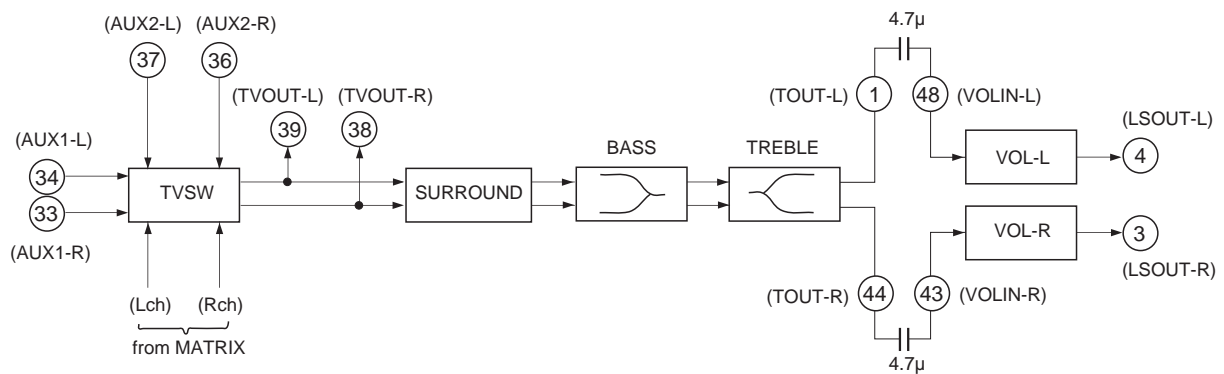 (AUX2-L) (AUX2-R)
37 36
4.7µ
(TVOUT-L) (TVOUT-R)
39 38
(TOUT-L) 1 48 (VOLIN-L)
(AUX1-L)
34
33
(AUX1-R)
TVSW
SURROUND
BASS
TREBLE
VOL-L
(LSOUT-L)
4
VOL-R
3
(LSOUT-R)
(TOUT-R) 44 43 (VOLIN-R)
4.7µ
(Lch) (Rch)
from MATRIX